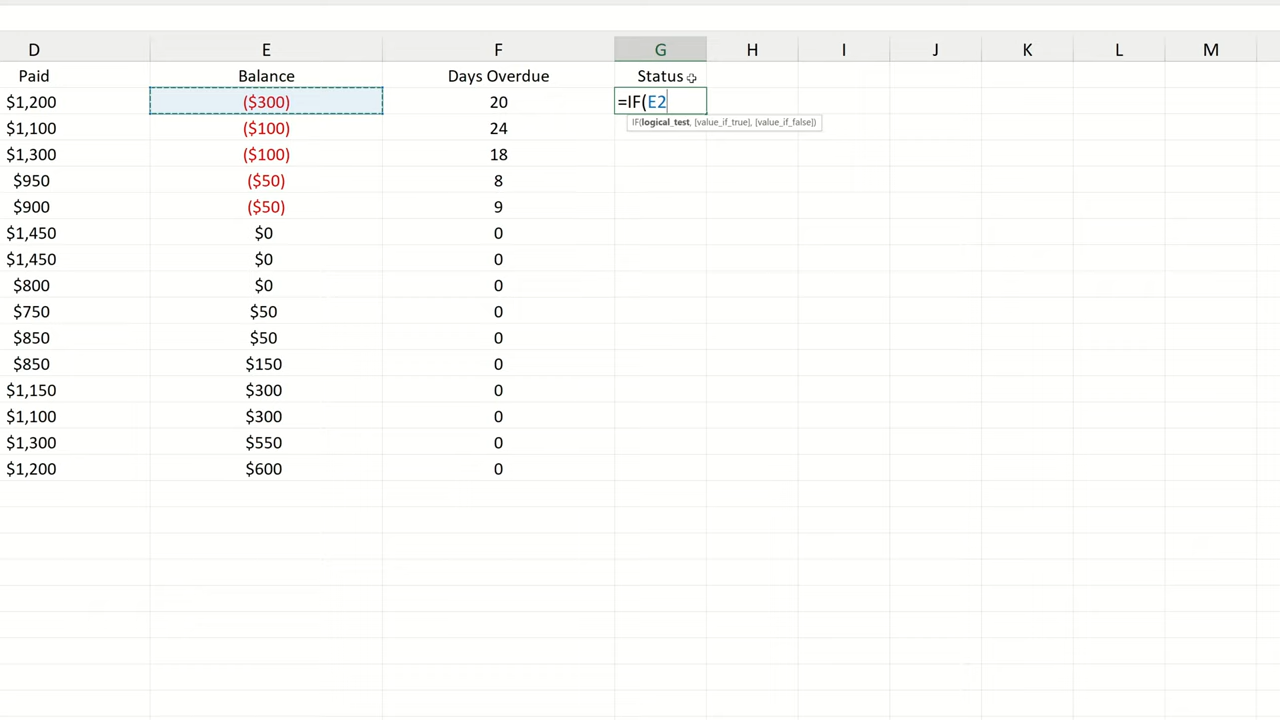 D E F G H I J K L M
Paid Balance Days Overdue Status
$1,200 ($300) 20 =IF(E2
IF(logical_test, [value_if_true], [value_if_false])
$1,100 ($100) 24
$1,300 ($100) 18
$950 ($50) 8
$900 ($50) 9
$1,450 $0 0
$1,450 $0 0
$800 $0 0
$750 $50 0
$850 $50 0
$850 $150 0
$1,150 $300 0
$1,100 $300 0
$1,300 $550 0
$1,200 $600 0